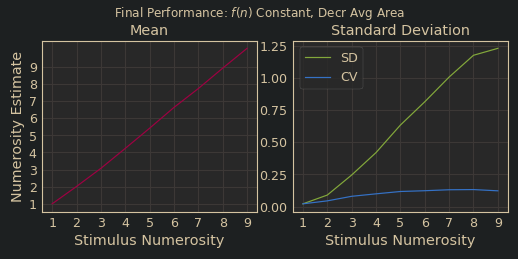 Final Performance: f(n) Constant, Decr Avg Area
Mean
Numerosity Estimate
9
8
7
6
5
4
3
2
1
1 2 3 4 5 6 7 8 9
Stimulus Numerosity
Standard Deviation
SD
CV
1.25
1.00
0.75
0.50
0.25
0.00
1 2 3 4 5 6 7 8 9
Stimulus Numerosity